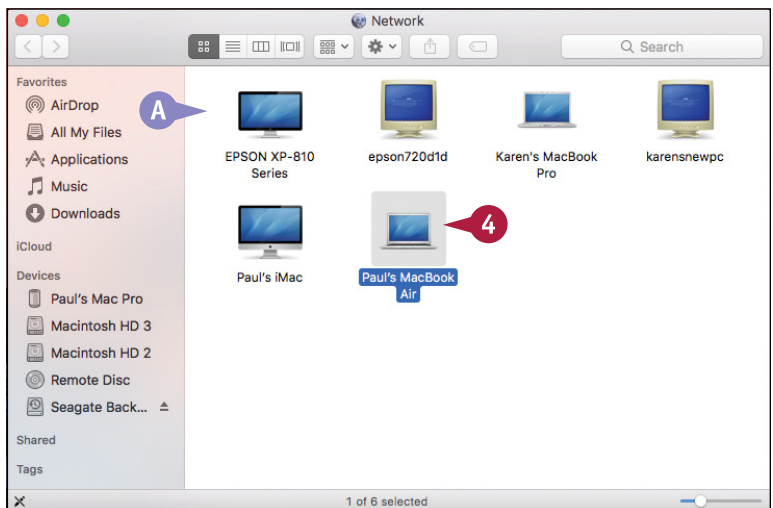 Network
Search
Favorites
AirDrop
All My Files
Applications
Music
Downloads
iCloud
Devices
Paul's Mac Pro
Macintosh HD 3
Macintosh HD 2
Remote Disc
Seagate Back...
Shared
Tags
A
EPSON XP-810
Series
epson720d1d
Karen's MacBook
Pro
karensnewpc
Paul's iMac
Paul's MacBook
Air
4
1 of 6 selected